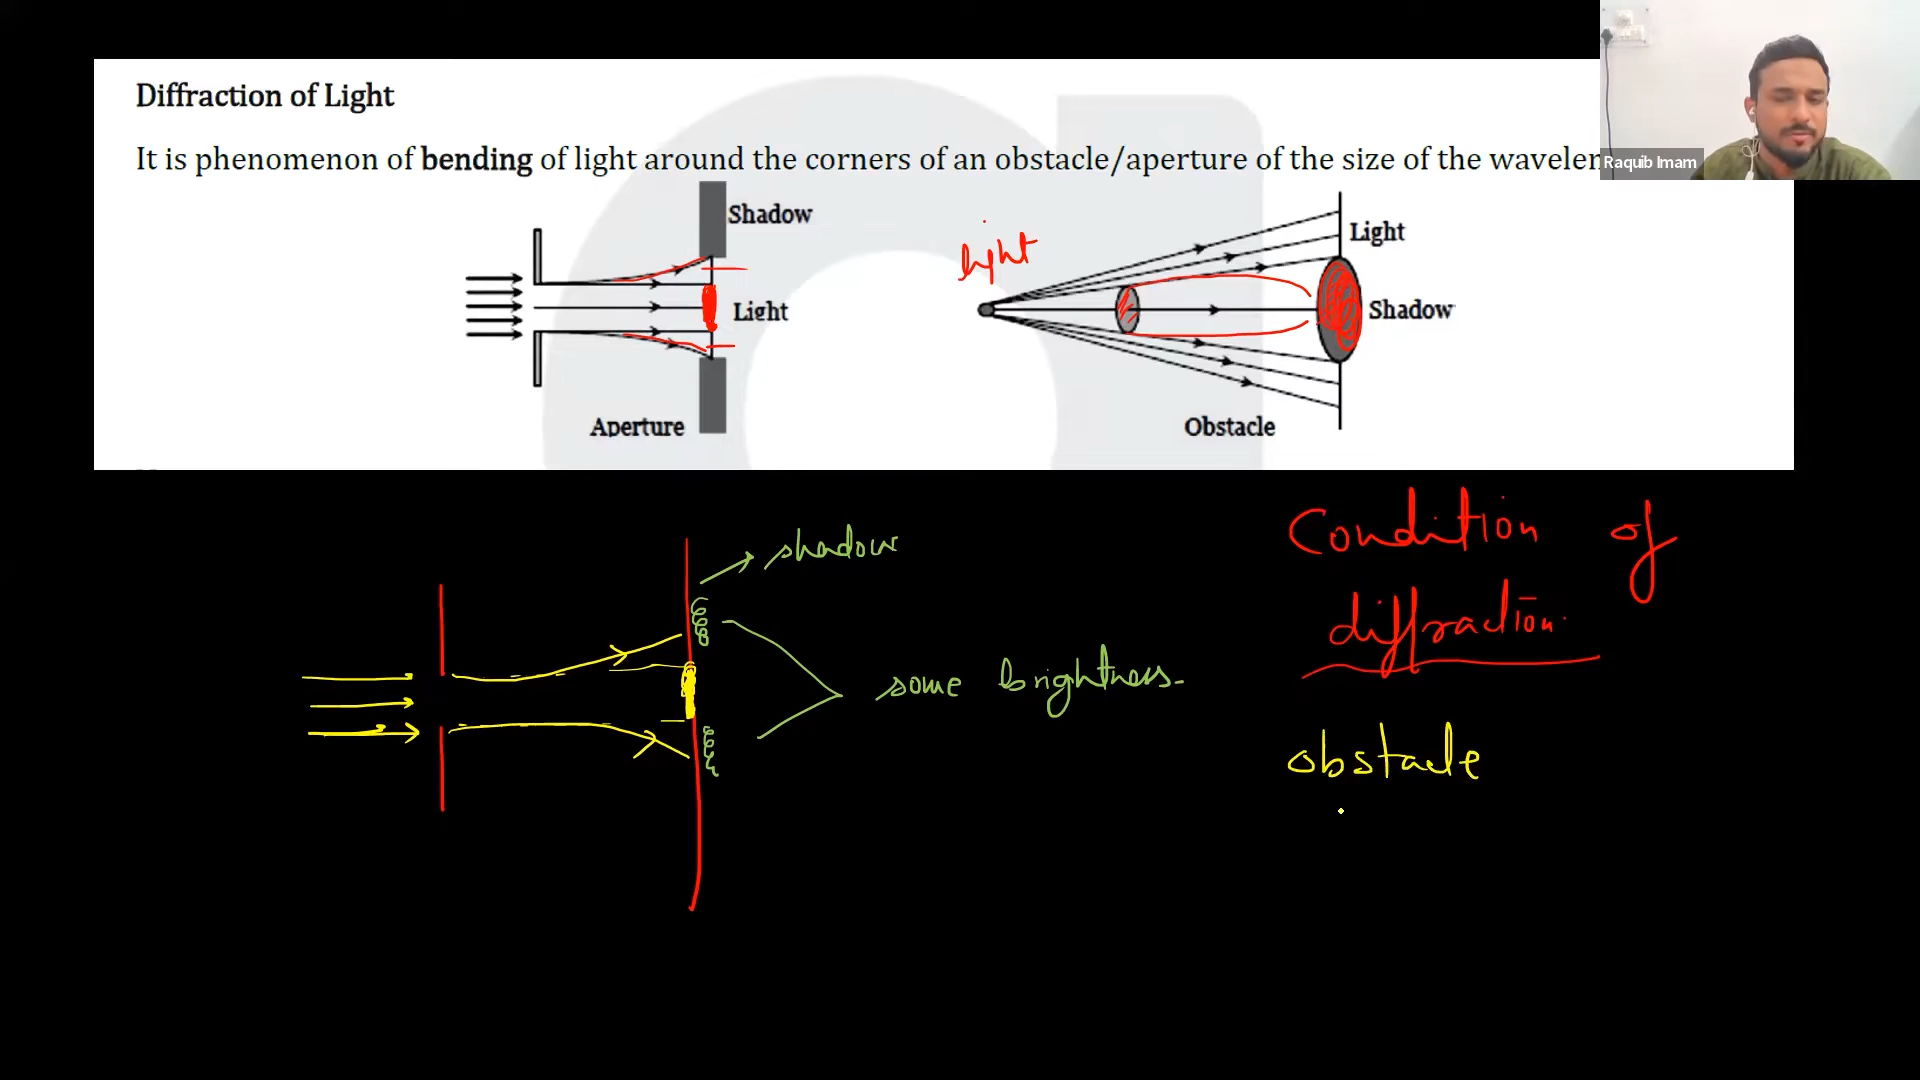 Diffraction of Light
It is phenomenon of bending of light around the corners of an obstacle/aperture of the size of the wavelen
Raquib Imam
Shadow
Light
Aperture
light
Light
Shadow
Obstacle
shadow
some brightness.
Condition of
diffraction.
obstacle